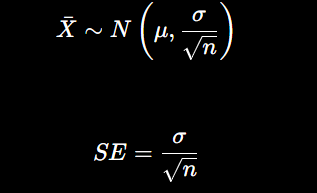 X̄ ∼ N(μ, σ/√n)
SE = σ/√n